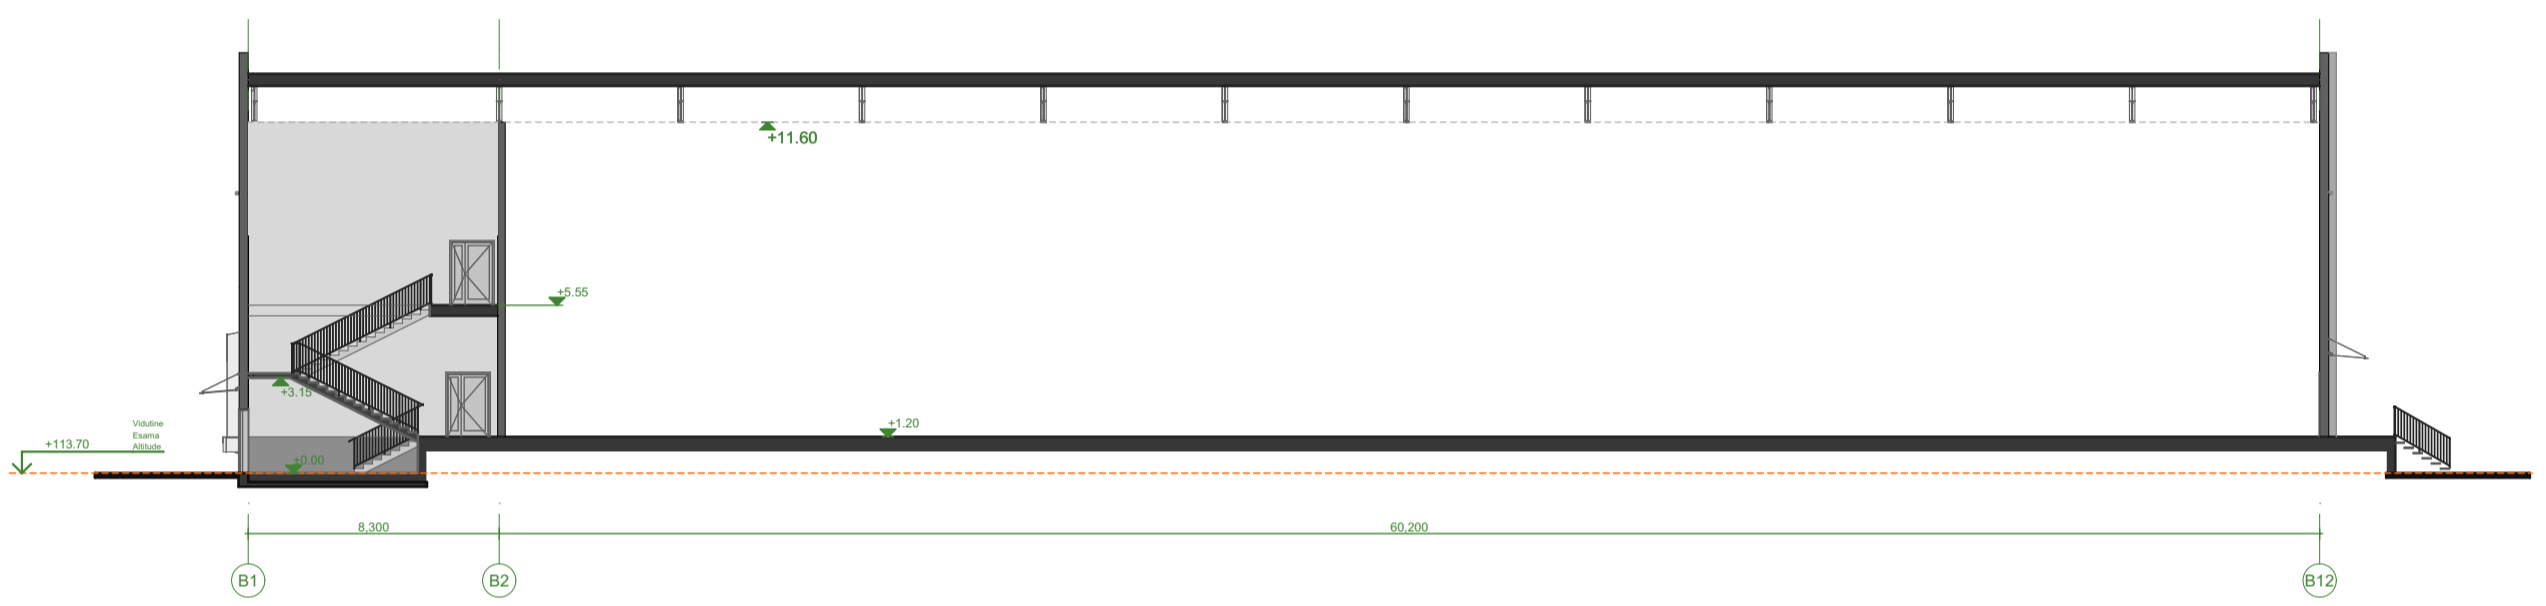 +11.60
+5.55
+3.15
+1.20
Vidutine
Esama
Altitude
+113.70
+0.00
8,300
60,200
B1
B2
B12